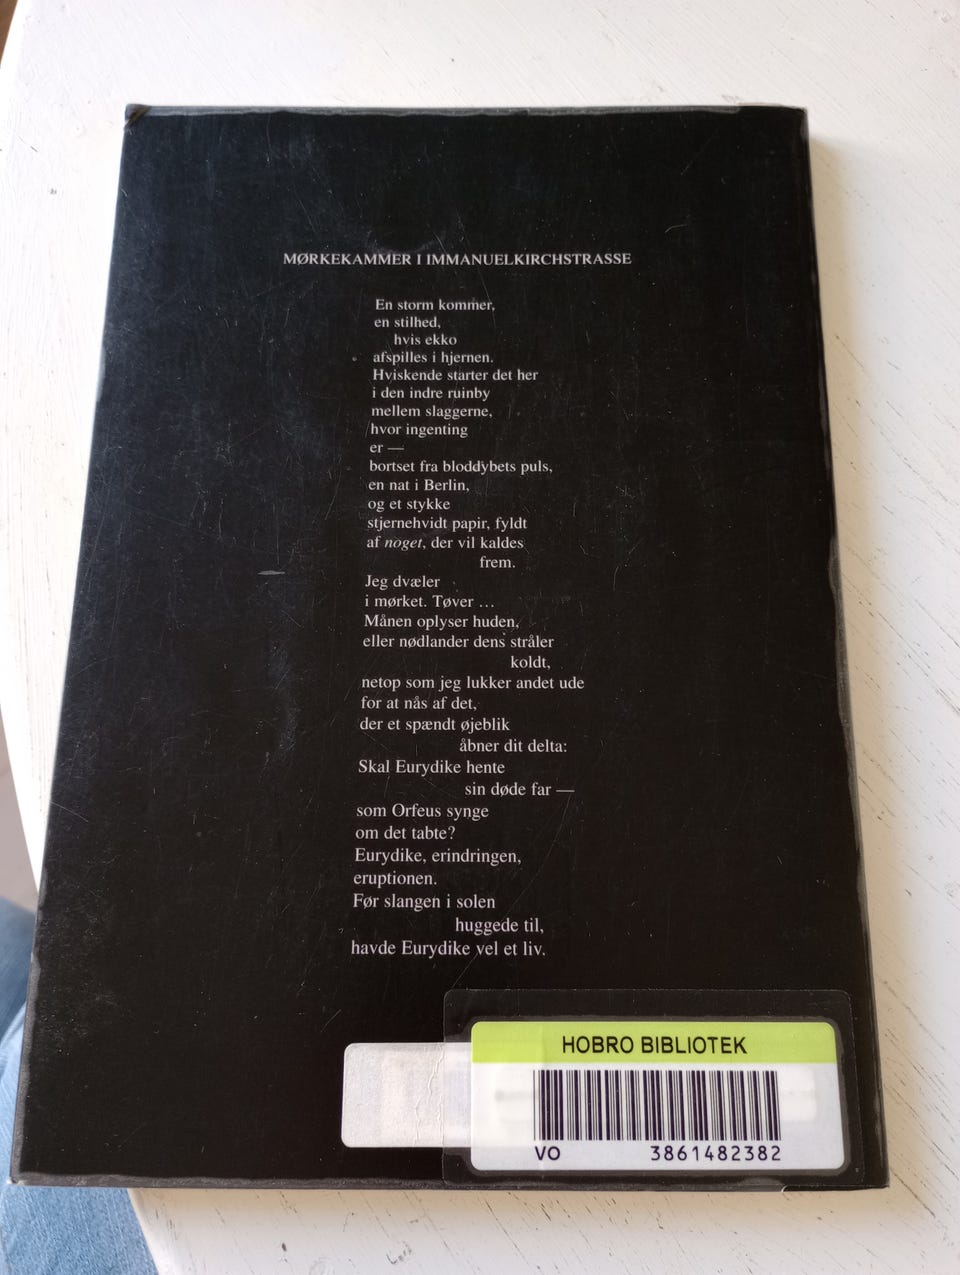 MØRKEKAMMER I IMMANUELKIRCHSTRASSE
En storm kommer,
en stilhed,
hvis ekko
afspilles i hjernen.
Hviskende starter det her
i den indre ruinby
mellem slaggerne,
hvor ingenting
er —
bortset fra bloddybets puls,
en nat i Berlin,
og et stykke
stjernehvidt papir, fyldt
af noget, der vil kaldes
frem.
Jeg dvæler
i mørket. Tøver …
Månen oplyser huden,
eller nødlander dens stråler
koldt,
netop som jeg lukker andet ude
for at nås af det,
der et spændt øjeblik
åbner dit delta:
Skal Eurydike hente
sin døde far —
som Orfeus synge
om det tabte?
Eurydike, erindringen,
eruptionen.
Før slangen i solen
huggede til,
havde Eurydike vel et liv.
HOBRO BIBLIOTEK
VO 3861482382